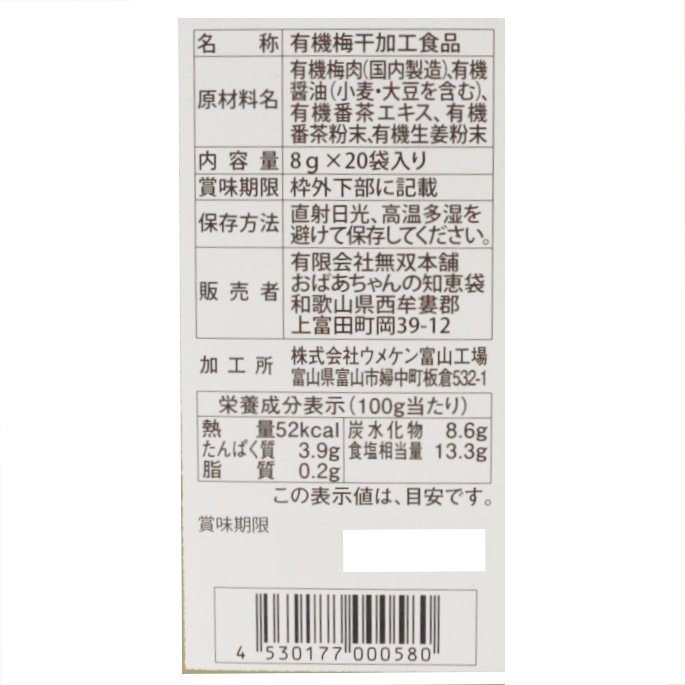 名 称 有機梅干加工食品
原材料名 有機梅肉(国内製造)、有機
醤油(小麦・大豆を含む)、
有機番茶エキス、有機
番茶粉末、有機生姜粉末
内容量 8g×20袋入り
賞味期限 枠外下部に記載
保存方法 直射日光、高温多湿を
避けて保存してください。
販売者 有限会社無双本舗
おばあちゃんの知恵袋
和歌山県西牟婁郡
上富田町岡39-12
加工所 株式会社ウメケン富山工場
富山県富山市婦中町板倉532-1
栄養成分表示(100g当たり)
熱 量52kcal 炭水化物 8.6g
たんぱく質 3.9g 食塩相当量 13.3g
脂 質 0.2g
この表示値は、目安です。
賞味期限
4 530177 000580